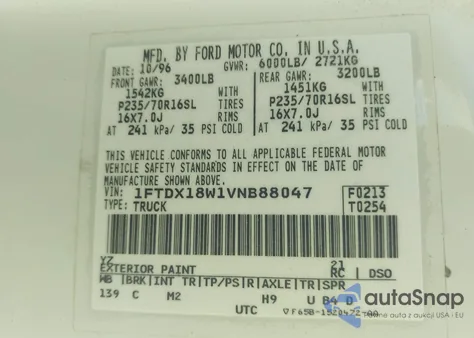 MFD. BY FORD MOTOR CO. IN U.S.A.
DATE: 10/96 GVWR: 6000LB/ 2721KG
FRONT GAWR: 3400LB REAR GAWR: 3200LB
1542KG WITH 1451KG WITH
P235/70R16SL TIRES P235/70R16SL TIRES
16X7.0J RIMS 16X7.0J RIMS
AT 241 kPa/ 35 PSI COLD AT 241 kPa/ 35 PSI COLD
THIS VEHICLE CONFORMS TO ALL APPLICABLE FEDERAL MOTOR
VEHICLE SAFETY STANDARDS IN EFFECT ON THE DATE OF
MANUFACTURE SHOWN ABOVE.
VIN: 1FTDX18W1VNB88047 F0213
TYPE: TRUCK T0254
YZ 21
EXTERIOR PAINT RC DSO
WB BRK INT TR TP/PS R AXLE TR SPR
139 C M2 H9 U B4 D
UTC
autoSnap